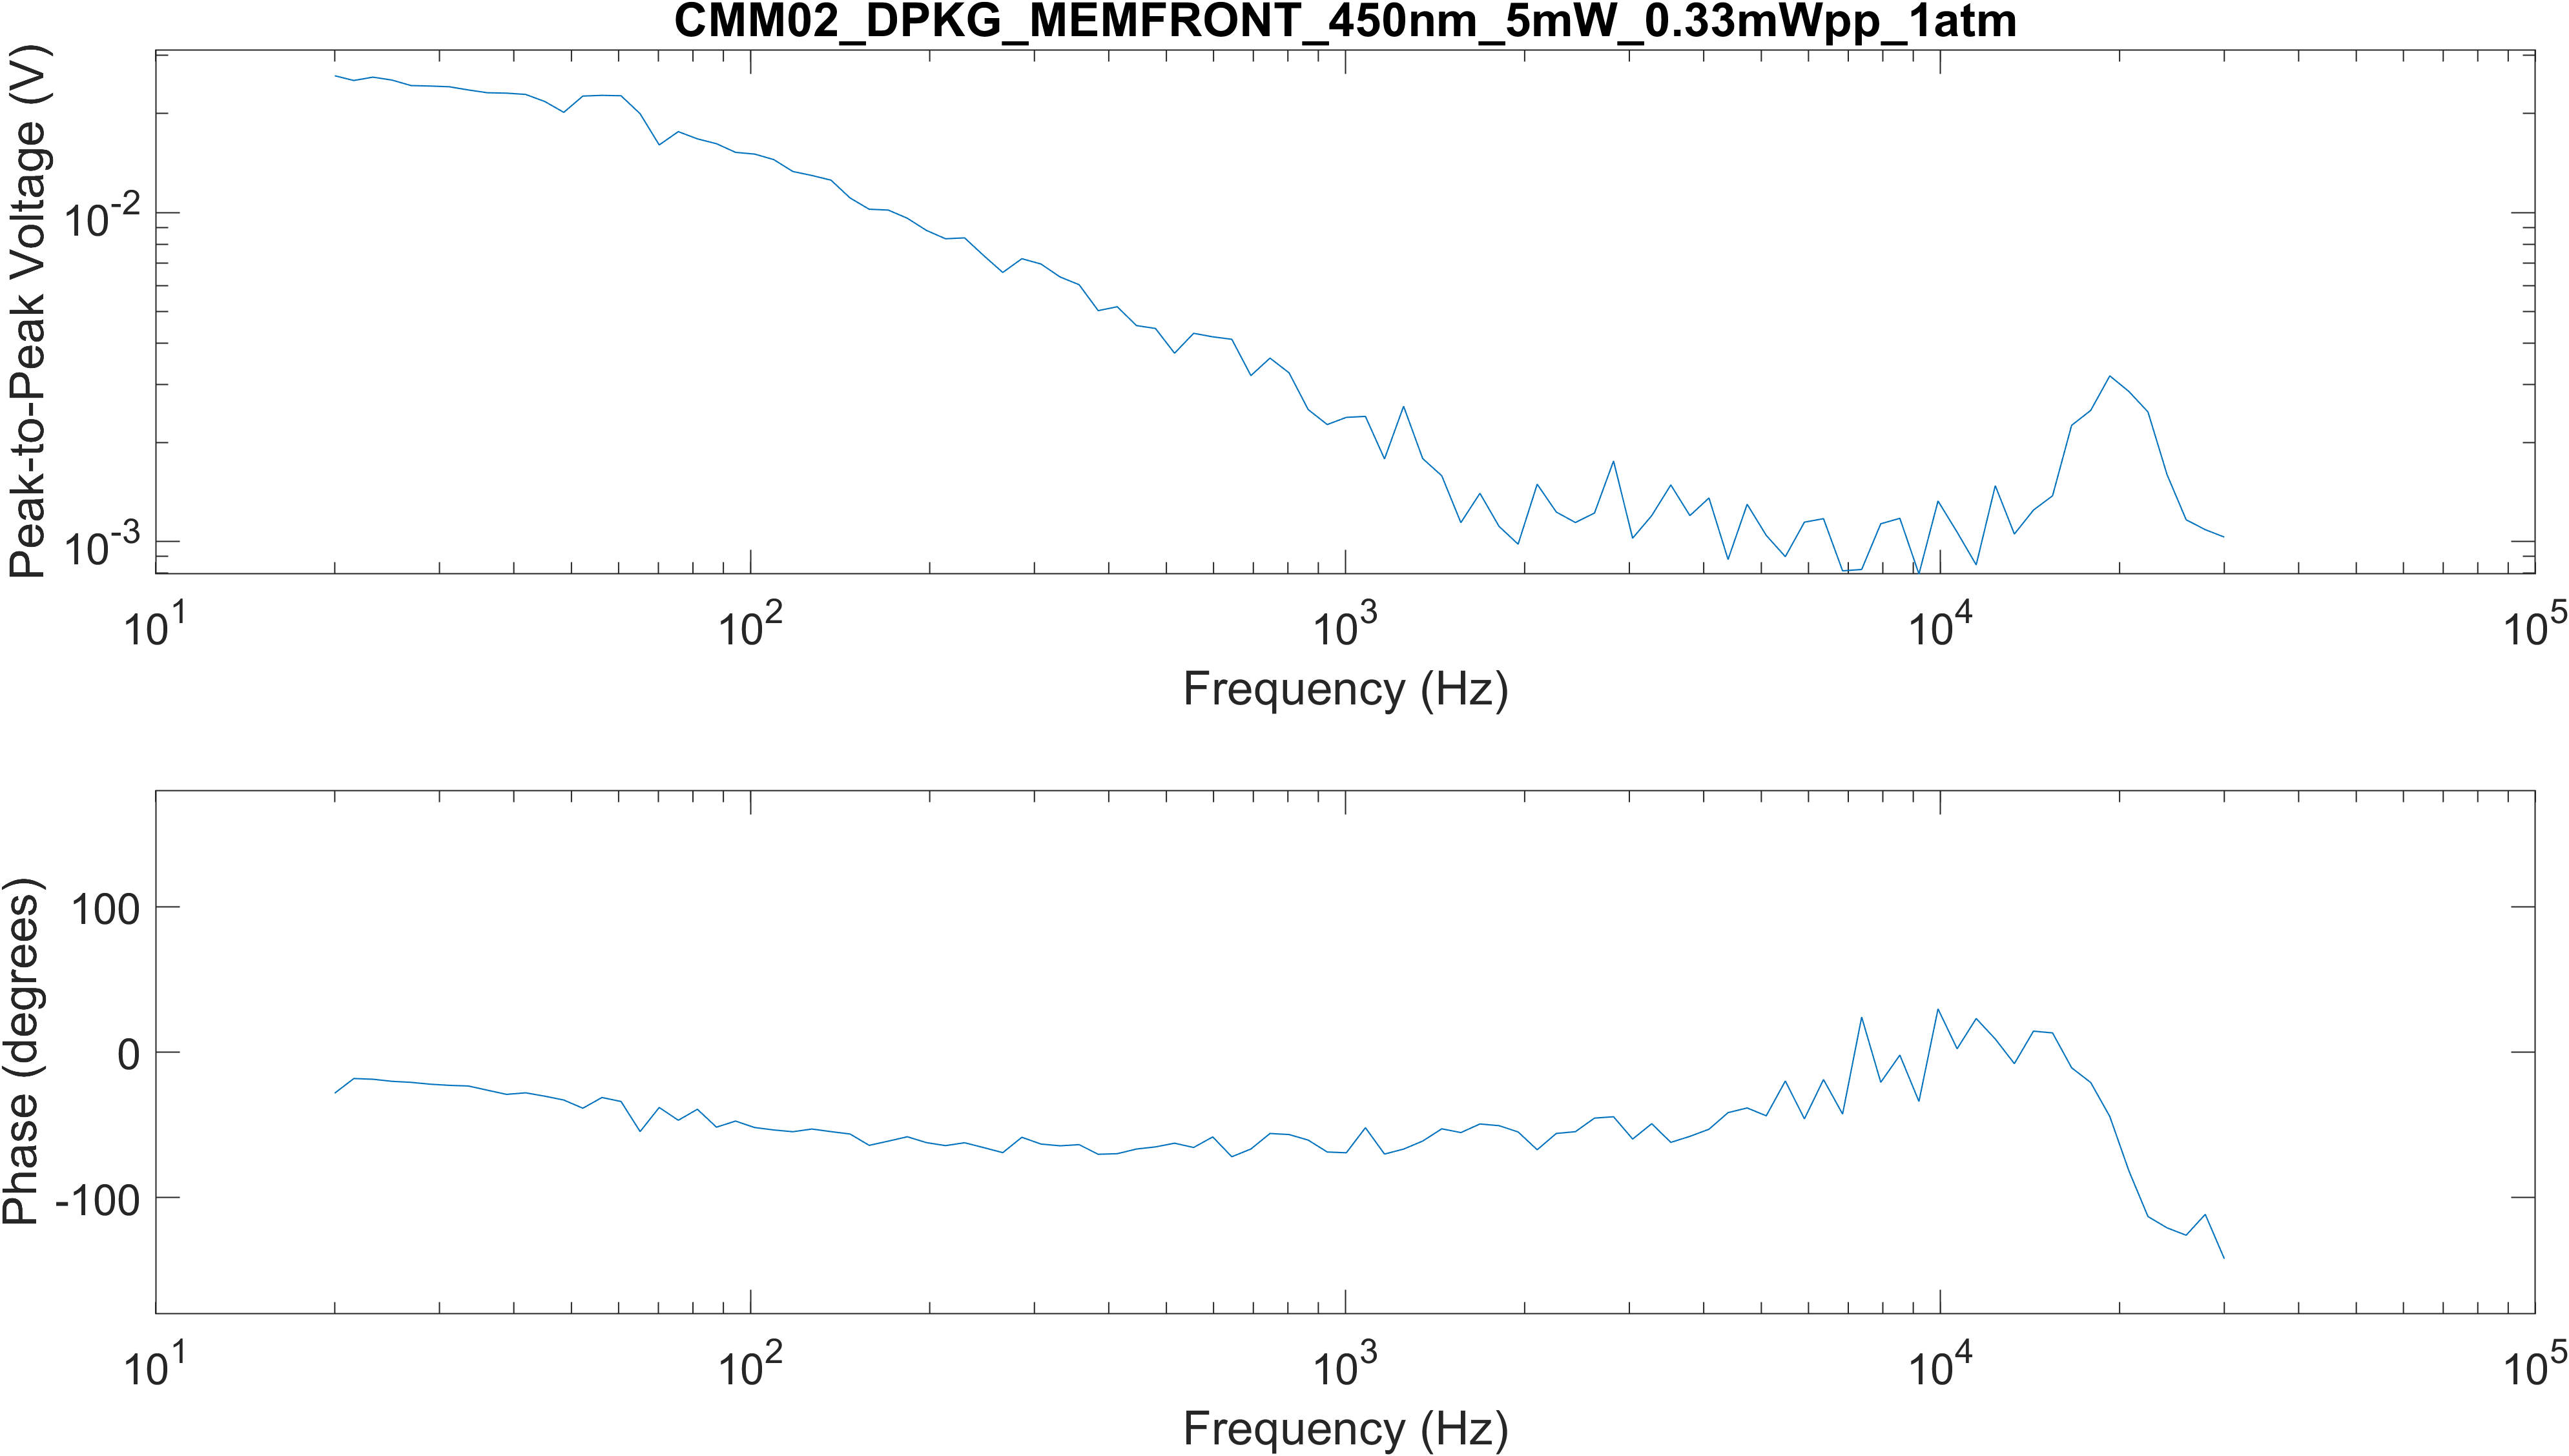 CMM02_DPKG_MEMFRONT_450nm_5mW_0.33mWpp_1atm
Peak-to-Peak Voltage (V)
10-2
10-3
101 102 103 104 105
Frequency (Hz)
Phase (degrees)
100
0
-100
101 102 103 104 105
Frequency (Hz)